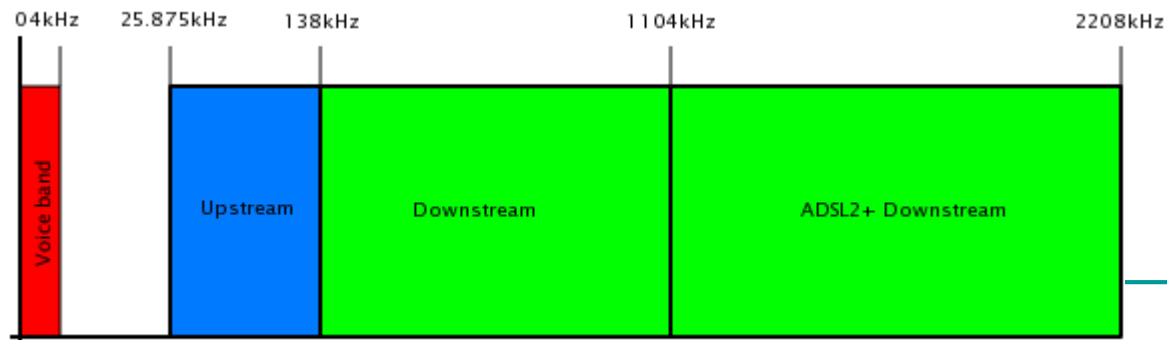 04kHz 25.875kHz 138kHz 1104kHz 2208kHz
Voice band
Upstream
Downstream
ADSL2+ Downstream